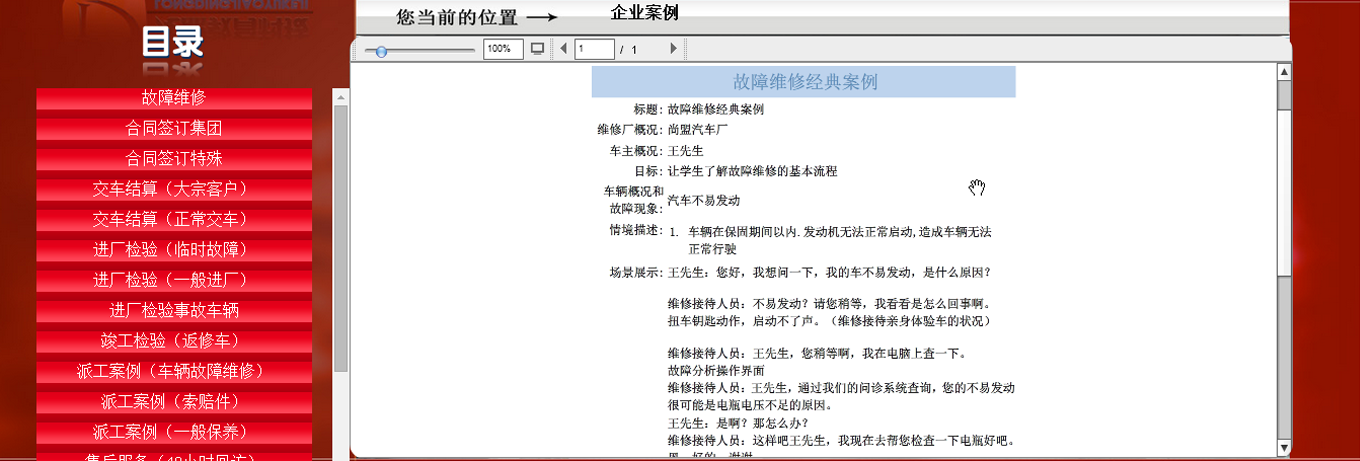 您当前的位置
企业案例
目录
故障维修
合同签订集团
合同签订特殊
交车结算（大宗客户）
交车结算（正常交车）
进厂检验（临时故障）
进厂检验（一般进厂）
进厂检验事故车辆
竣工检验（返修车）
派工案例（车辆故障维修）
派工案例（索赔件）
派工案例（一般保养）
售后服务（48小时回访）
100%
1 / 1
故障维修经典案例
标题: 故障维修经典案例
维修厂概况: 尚盟汽车厂
车主概况: 王先生
目标: 让学生了解故障维修的基本流程
车辆概况和
故障现象: 汽车不易发动
情境描述: 1. 车辆在保固期间以内.发动机无法正常启动,造成车辆无法
正常行驶
场景展示: 王先生：您好，我想问一下，我的车不易发动，是什么原因？
维修接待人员：不易发动？请您稍等，我看看是怎么回事啊。
扭车钥匙动作，启动不了声。（维修接待亲身体验车的状况）
维修接待人员：王先生，您稍等啊，我在电脑上查一下。
故障分析操作界面
维修接待人员：王先生，通过我们的问诊系统查询，您的不易发动
很可能是电瓶电压不足的原因。
王先生：是啊？那怎么办？
维修接待人员：这样吧王先生，我现在去帮您检查一下电瓶好吧。